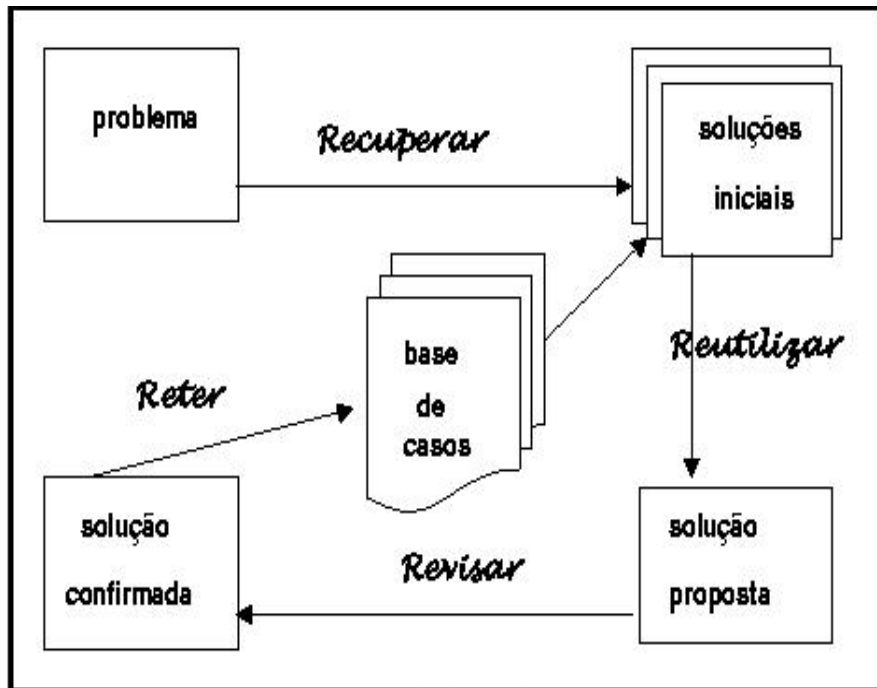 problema
Recuperar
soluções
iniciais
Reutilizar
base
de
casos
Reter
solução
confirmada
Revisar
solução
proposta